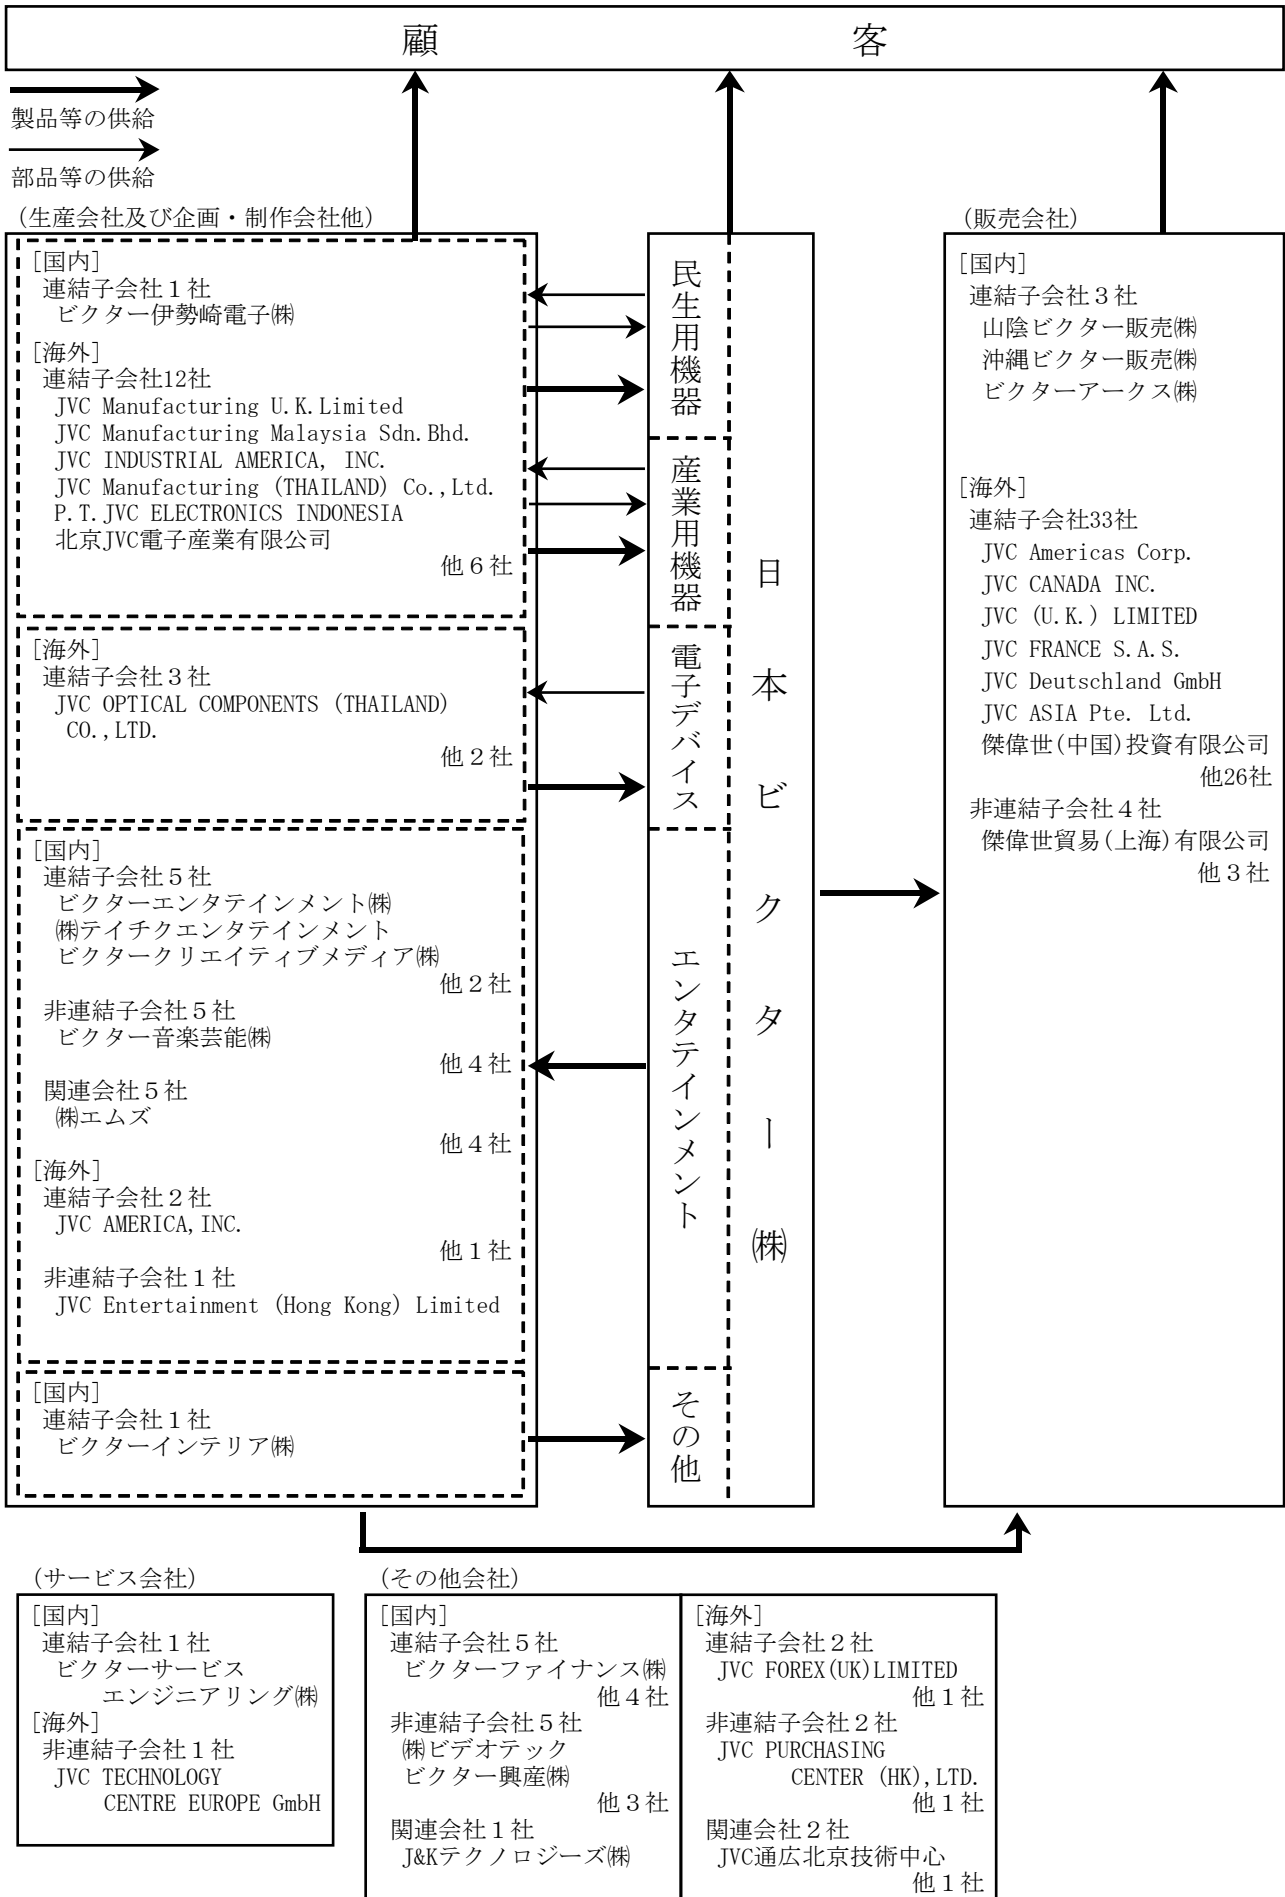 顧客
製品等の供給
部品等の供給
(生産会社及び企画・制作会社他)
[国内]
連結子会社１社
ビクター伊勢崎電子㈱
[海外]
連結子会社12社
JVC Manufacturing U.K.Limited
JVC Manufacturing Malaysia Sdn.Bhd.
JVC INDUSTRIAL AMERICA, INC.
JVC Manufacturing (THAILAND) Co.,Ltd.
P.T.JVC ELECTRONICS INDONESIA
北京JVC電子産業有限公司
他６社
[海外]
連結子会社３社
JVC OPTICAL COMPONENTS (THAILAND)
CO.,LTD.
他２社
[国内]
連結子会社５社
ビクターエンタテインメント㈱
㈱テイチクエンタテインメント
ビクタークリエイティブメディア㈱
他２社
非連結子会社５社
ビクター音楽芸能㈱
他４社
関連会社５社
㈱エムズ
他４社
[海外]
連結子会社２社
JVC AMERICA,INC.
他１社
非連結子会社１社
JVC Entertainment (Hong Kong) Limited
[国内]
連結子会社１社
ビクターインテリア㈱
民生用機器
産業用機器
電子デバイス
エンタテインメント
その他
日本ビクター㈱
(販売会社)
[国内]
連結子会社３社
山陰ビクター販売㈱
沖縄ビクター販売㈱
ビクターアークス㈱
[海外]
連結子会社33社
JVC Americas Corp.
JVC CANADA INC.
JVC (U.K.) LIMITED
JVC FRANCE S.A.S.
JVC Deutschland GmbH
JVC ASIA Pte. Ltd.
傑偉世(中国)投資有限公司
他26社
非連結子会社４社
傑偉世貿易(上海)有限公司
他３社
(サービス会社)
[国内]
連結子会社１社
ビクターサービス
エンジニアリング㈱
[海外]
非連結子会社１社
JVC TECHNOLOGY
CENTRE EUROPE GmbH
(その他会社)
[国内]
連結子会社５社
ビクターファイナンス㈱
他４社
非連結子会社５社
㈱ビデオテック
ビクター興産㈱
他３社
関連会社１社
J&Kテクノロジーズ㈱
[海外]
連結子会社２社
JVC FOREX(UK)LIMITED
他１社
非連結子会社２社
JVC PURCHASING
CENTER (HK),LTD.
他１社
関連会社２社
JVC通広北京技術中心
他１社